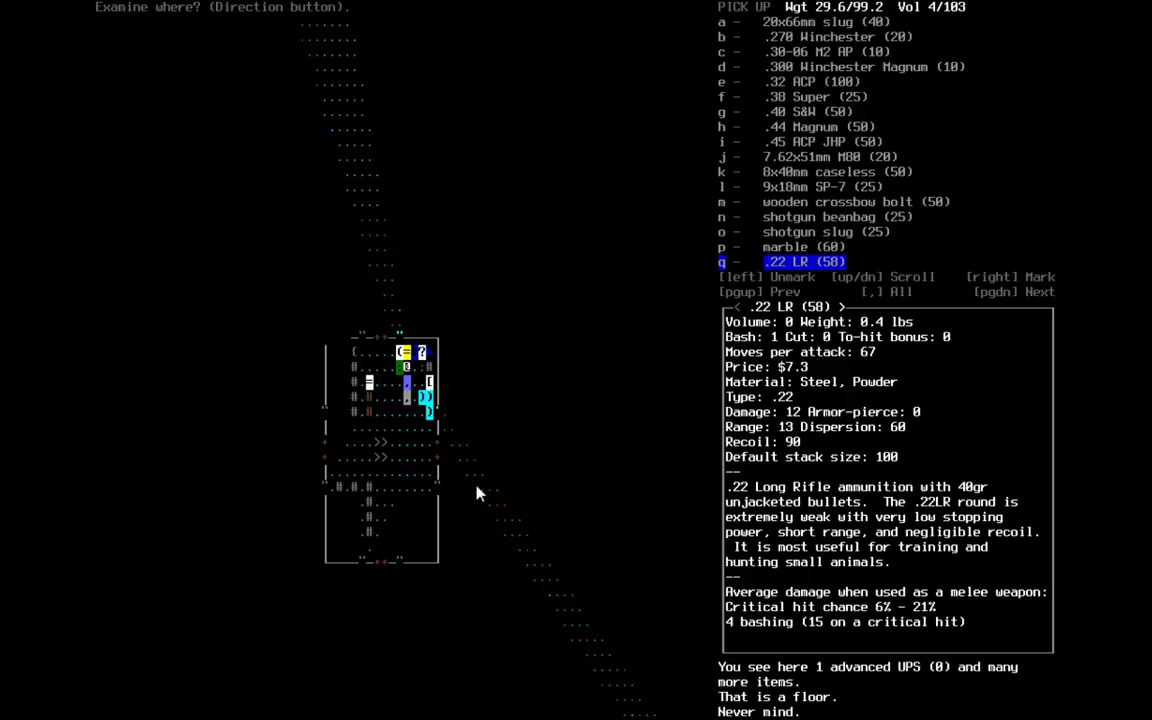 Examine where? (Direction button).
PICK UP  Wgt 29.6/99.2  Vol 4/103
a -   20x66mm slug (40)
b -   .270 Winchester (20)
c -   .30-06 M2 AP (10)
d -   .300 Winchester Magnum (10)
e -   .32 ACP (100)
f -   .38 Super (25)
g -   .40 S&W (50)
h -   .44 Magnum (50)
i -   .45 ACP JHP (50)
j -   7.62x51mm M80 (20)
k -   8x40mm caseless (50)
l -   9x18mm SP-7 (25)
m -   wooden crossbow bolt (50)
n -   shotgun beanbag (25)
o -   shotgun slug (25)
p -   marble (60)
q -   .22 LR (58)
[left] Unmark  [up/dn] Scroll    [right] Mark
[pgup] Prev      [,] All      [pgdn] Next
< .22 LR (58) >
Volume: 0 Weight: 0.4 lbs
Bash: 1 Cut: 0 To-hit bonus: 0
Moves per attack: 67
Price: $7.3
Material: Steel, Powder
Type: .22
Damage: 12 Armor-pierce: 0
Range: 13 Dispersion: 60
Recoil: 90
Default stack size: 100
--
.22 Long Rifle ammunition with 40gr
unjacketed bullets.  The .22LR round is
extremely weak with very low stopping
power, short range, and negligible recoil.
It is most useful for training and
hunting small animals.
--
Average damage when used as a melee weapon:
Critical hit chance 6% - 21%
4 bashing (15 on a critical hit)
You see here 1 advanced UPS (0) and many
more items.
That is a floor.
Never mind.